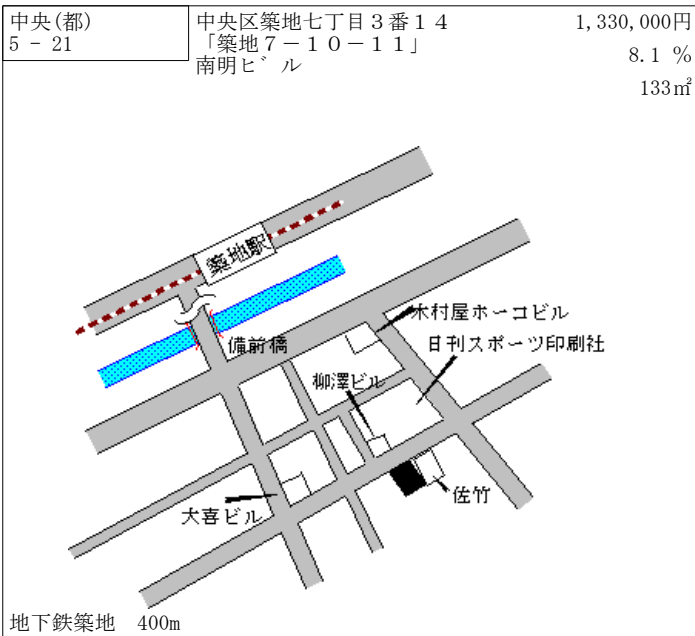 中央(都)
5 - 21
中央区築地七丁目３番１４
「築地７－１０－１１」
南明ビル
1,330,000円
8.1 %
133㎡
築地駅
備前橋
木村屋ホーコビル
日刊スポーツ印刷社
柳澤ビル
大喜ビル
佐竹
地下鉄築地　400m